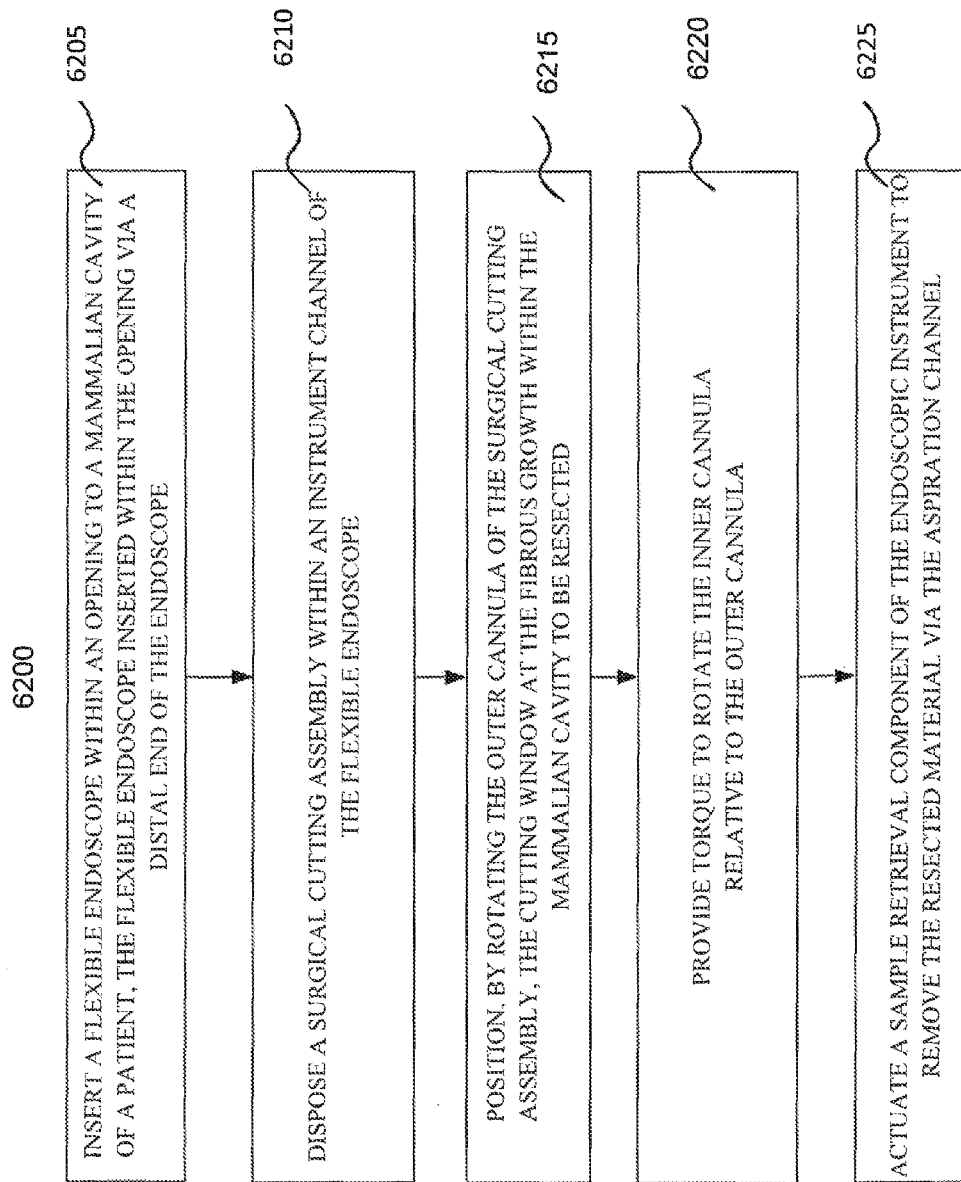 6200
INSERT A FLEXIBLE ENDOSCOPE WITHIN AN OPENING TO A MAMMALIAN CAVITY
OF A PATIENT, THE FLEXIBLE ENDOSCOPE INSERTED WITHIN THE OPENING VIA A
DISTAL END OF THE ENDOSCOPE
6205
DISPOSE A SURGICAL CUTTING ASSEMBLY WITHIN AN INSTRUMENT CHANNEL OF
THE FLEXIBLE ENDOSCOPE
6210
POSITION, BY ROTATING THE OUTER CANNULA OF THE SURGICAL CUTTING
ASSEMBLY, THE CUTTING WINDOW AT THE FIBROUS GROWTH WITHIN THE
MAMMALIAN CAVITY TO BE RESECTED
6215
PROVIDE TORQUE TO ROTATE THE INNER CANNULA
RELATIVE TO THE OUTER CANNULA
6220
ACTUATE A SAMPLE RETRIEVAL COMPONENT OF THE ENDOSCOPIC INSTRUMENT TO
REMOVE THE RESECTED MATERIAL VIA THE ASPIRATION CHANNEL
6225